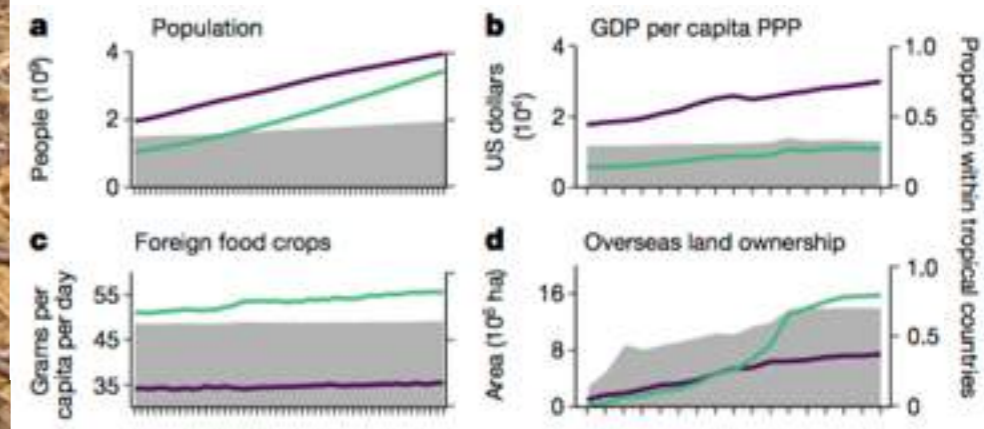 a Population
People (10⁹)
4
2
0
b GDP per capita PPP
US dollars
(10⁴)
4
2
0
1.0
0.5
0
c Foreign food crops
Grams per
capita per day
55
45
35
d Overseas land ownership
Area (10⁶ ha)
16
8
0
1.0
0.5
0
Proportion within tropical countries